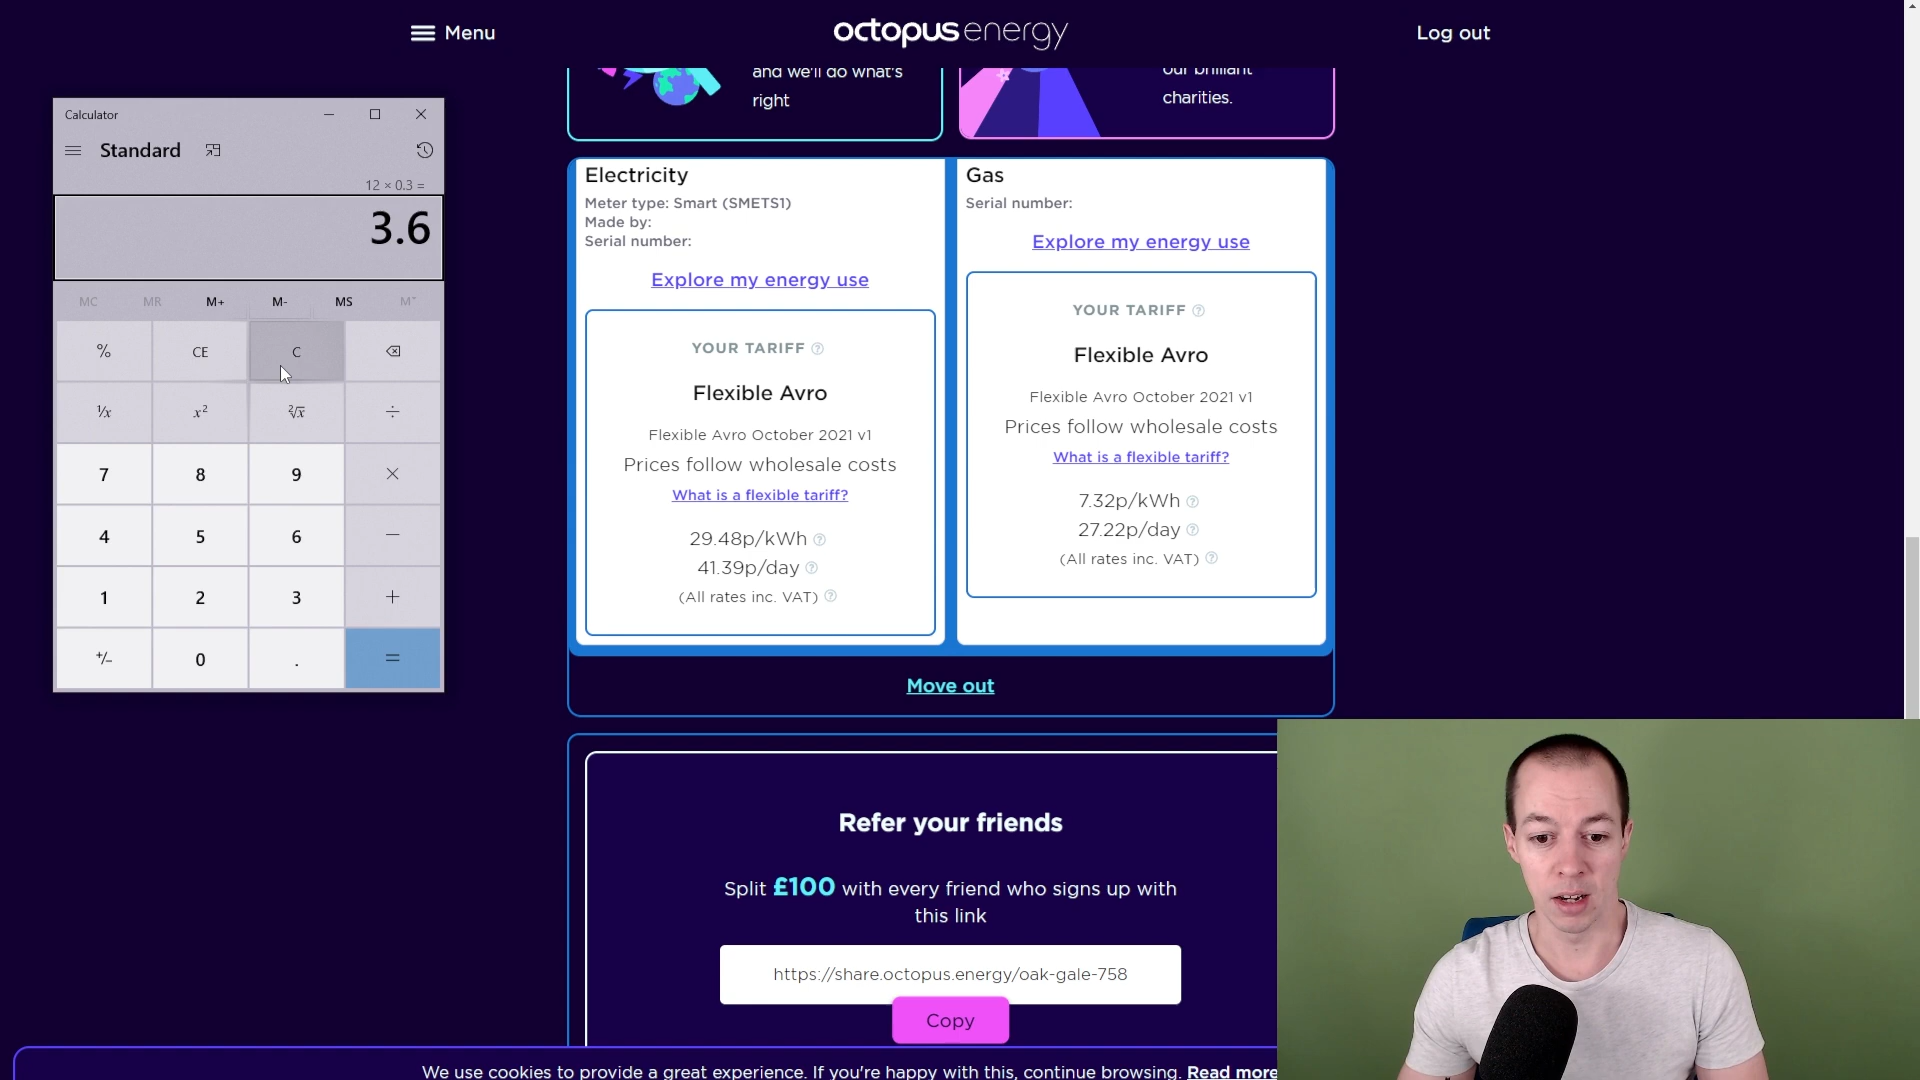 Menu
octopus energy
Log out
and we'll do what's
right
our brilliant
charities.
Calculator
Standard
12 × 0.3 =
3.6
MC MR M+ M- MS M˅
% CE C
¹/x x² ²√x ÷
7 8 9 ×
4 5 6 −
1 2 3 +
+/− 0 . =
Electricity
Meter type: Smart (SMETS1)
Made by:
Serial number:
Explore my energy use
YOUR TARIFF ?
Flexible Avro
Flexible Avro October 2021 v1
Prices follow wholesale costs
What is a flexible tariff?
29.48p/kWh ?
41.39p/day ?
(All rates inc. VAT) ?
Gas
Serial number:
Explore my energy use
YOUR TARIFF ?
Flexible Avro
Flexible Avro October 2021 v1
Prices follow wholesale costs
What is a flexible tariff?
7.32p/kWh ?
27.22p/day ?
(All rates inc. VAT) ?
Move out
Refer your friends
Split £100 with every friend who signs up with
this link
https://share.octopus.energy/oak-gale-758
Copy
We use cookies to provide a great experience. If you're happy with this, continue browsing. Read more